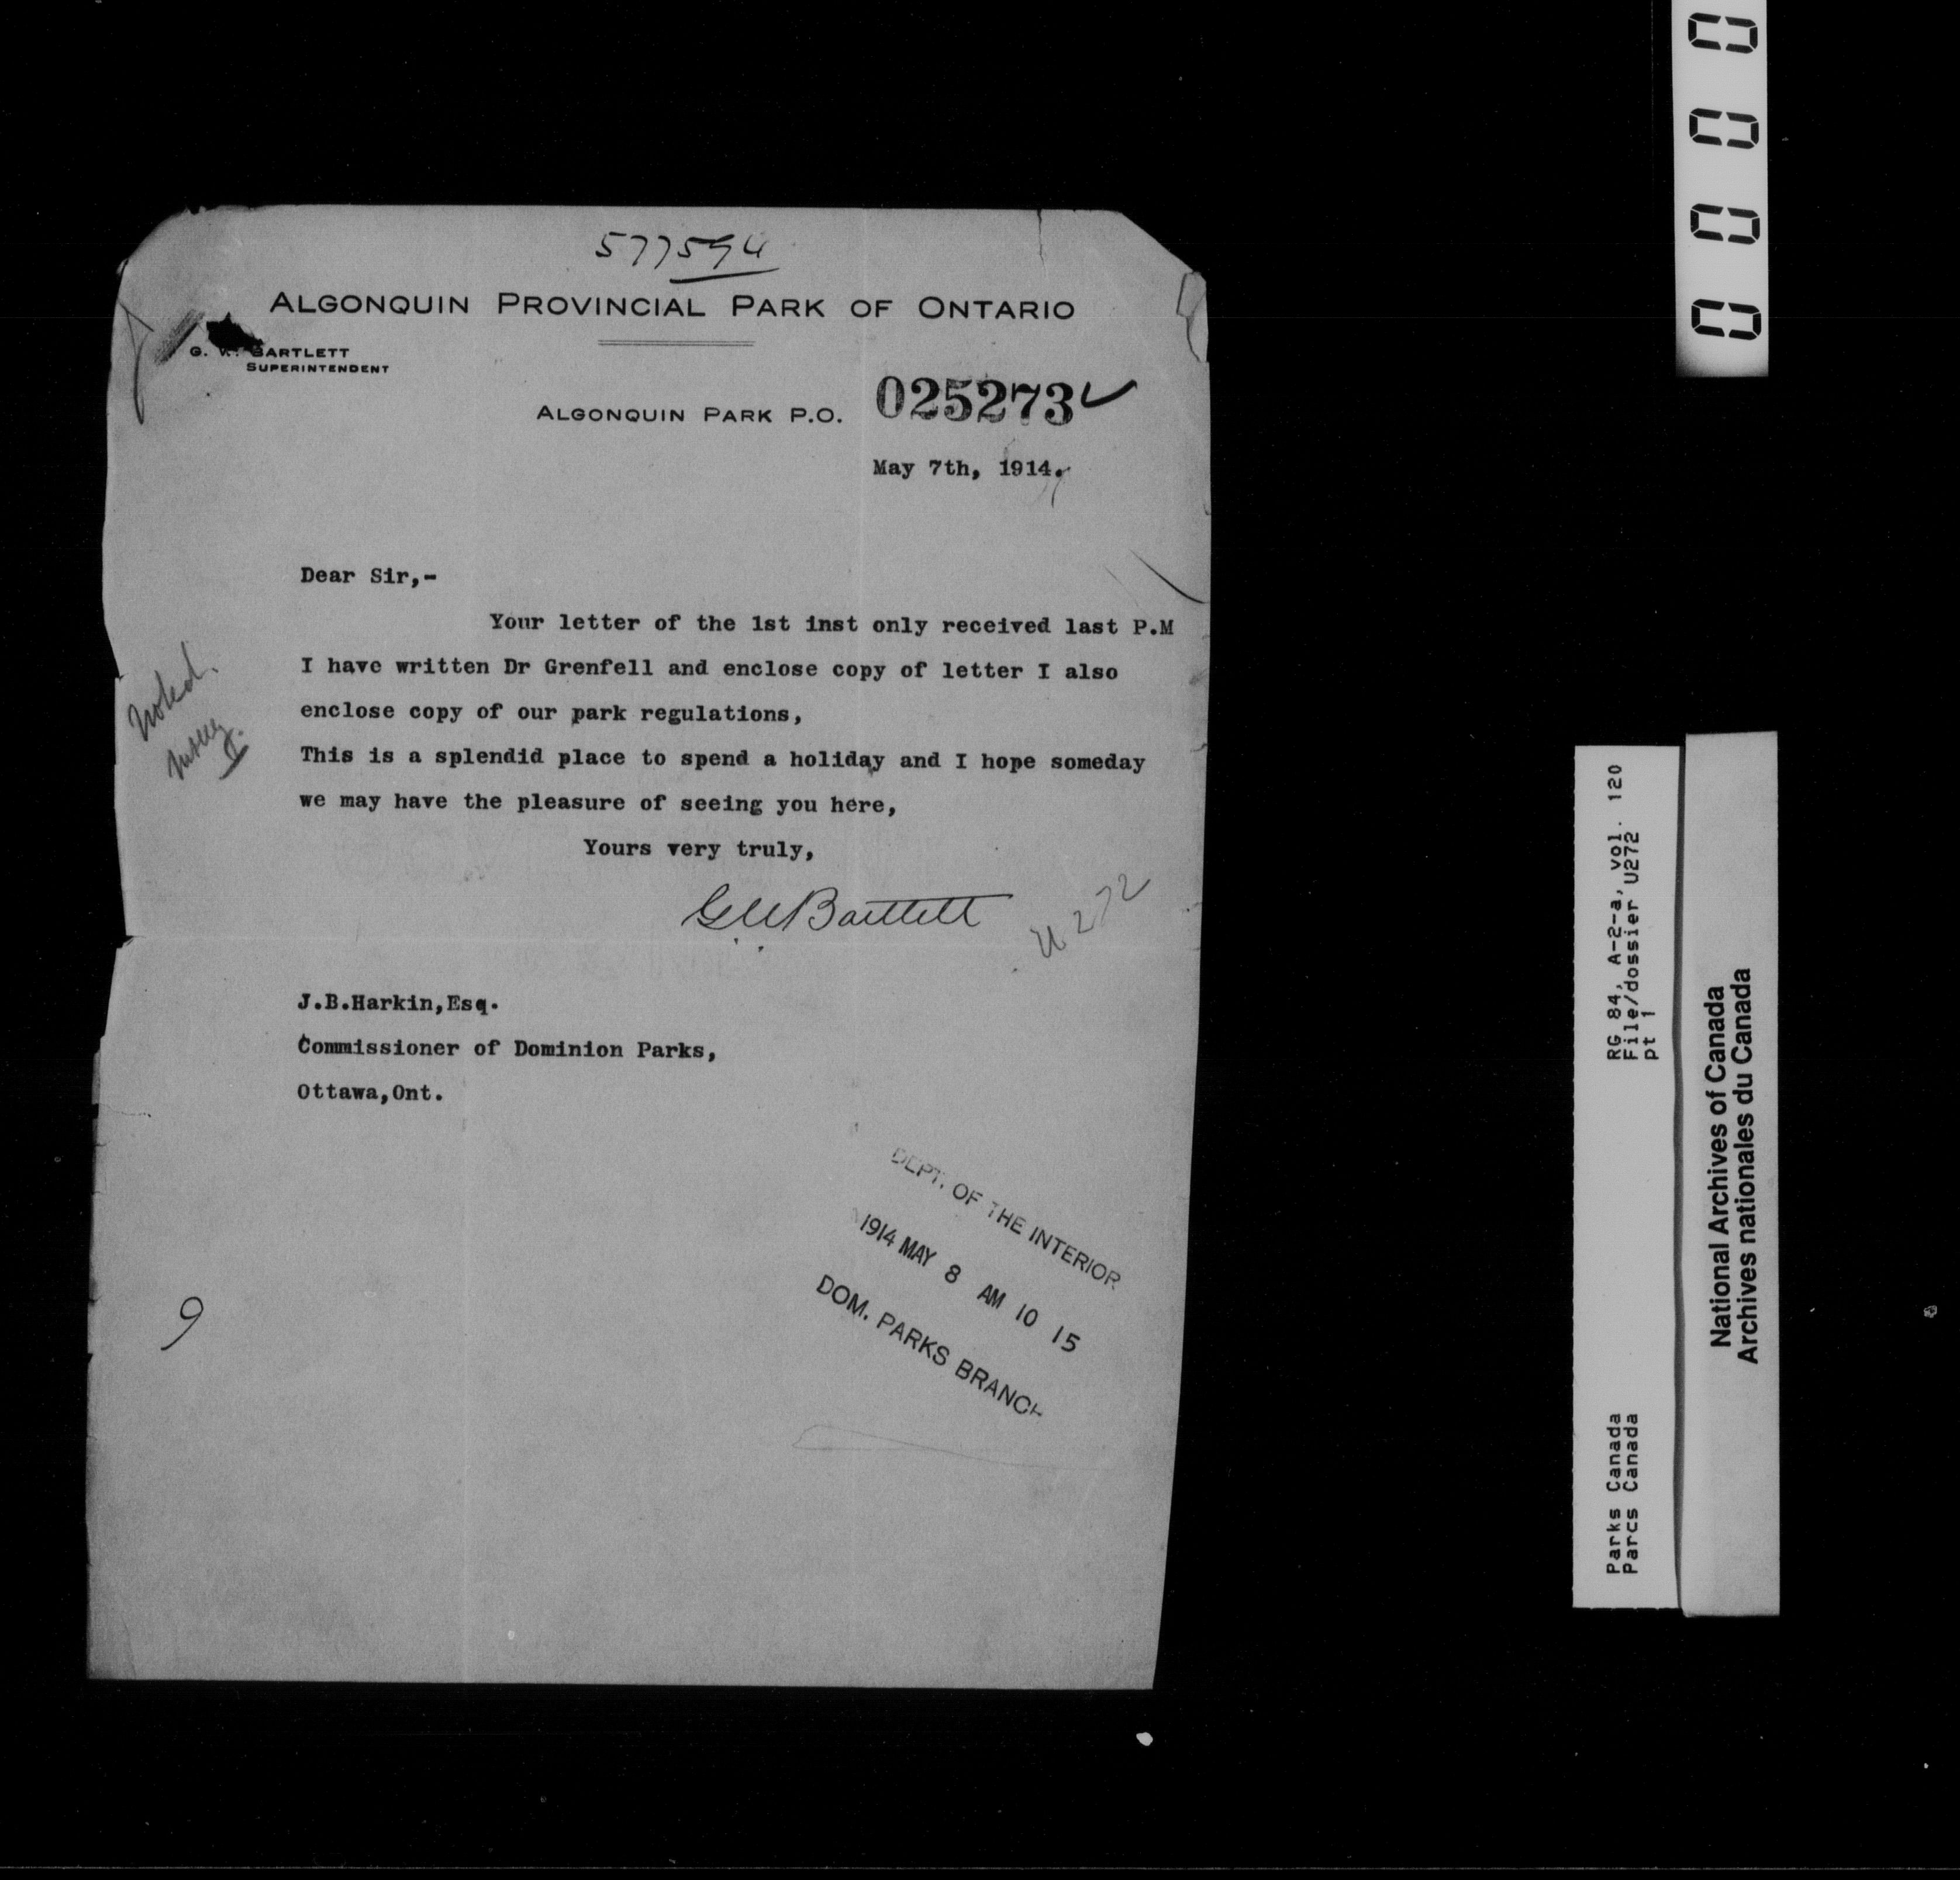 577594
ALGONQUIN PROVINCIAL PARK OF ONTARIO
G. W. BARTLETT
SUPERINTENDENT
ALGONQUIN PARK P.O.
025273
May 7th, 1914.
Dear Sir,-
Your letter of the 1st inst only received last P.M
I have written Dr Grenfell and enclose copy of letter I also
enclose copy of our park regulations,
This is a splendid place to spend a holiday and I hope someday
we may have the pleasure of seeing you here,
Yours very truly,
GWBartlett
U272
Noted.
J.B.Harkin,Esq.
Commissioner of Dominion Parks,
Ottawa,Ont.
DEPT. OF THE INTERIOR
1914 MAY 8 AM 10 15
DOM. PARKS BRANCH
9
0 0 0 0
RG 84, A-2-a, vol. 120
File/dossier U272
pt 1
Parks Canada
Parcs Canada
National Archives of Canada
Archives nationales du Canada